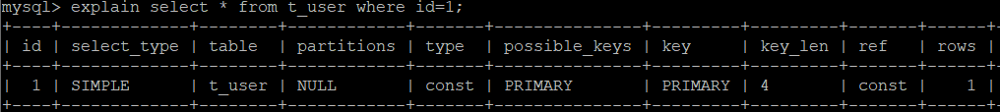 mysql> explain select * from t_user where id=1;
+----+-------------+--------+------------+-------+---------------+---------+---------+-------+------+
| id | select_type | table | partitions | type | possible_keys | key | key_len | ref | rows |
+----+-------------+--------+------------+-------+---------------+---------+---------+-------+------+
| 1 | SIMPLE | t_user | NULL | const | PRIMARY | PRIMARY | 4 | const | 1 |
+----+-------------+--------+------------+-------+---------------+---------+---------+-------+------+